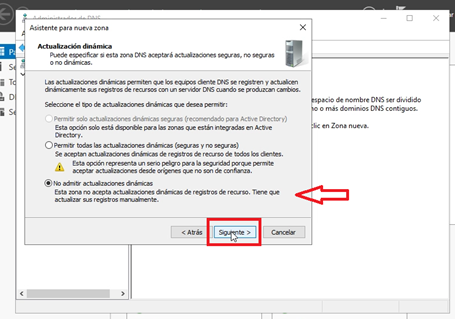 Administrador de DNS
Asistente para nueva zona
Actualización dinámica
Puede especificar si esta zona DNS aceptará actualizaciones seguras, no seguras
o no dinámicas.
Las actualizaciones dinámicas permiten que los equipos cliente DNS se registren y actualicen
dinámicamente sus registros de recursos con un servidor DNS cuando se produzcan cambios.
Seleccione el tipo de actualizaciones dinámicas que desea permitir:
Permitir solo actualizaciones dinámicas seguras (recomendado para Active Directory)
Esta opción solo está disponible para las zonas que están integradas en Active
Directory.
Permitir todas las actualizaciones dinámicas (seguras y no seguras)
Se aceptan actualizaciones dinámicas de registros de recurso de todos los clientes.
Esta opción representa un serio peligro para la seguridad porque permite
aceptar actualizaciones desde orígenes que no son de confianza.
No admitir actualizaciones dinámicas
Esta zona no acepta actualizaciones dinámicas de registros de recurso. Tiene que
actualizar sus registros manualmente.
< Atrás
Siguiente >
Cancelar
espacio de nombre DNS ser dividido
o más dominios DNS contiguos.
clic en Zona nueva.